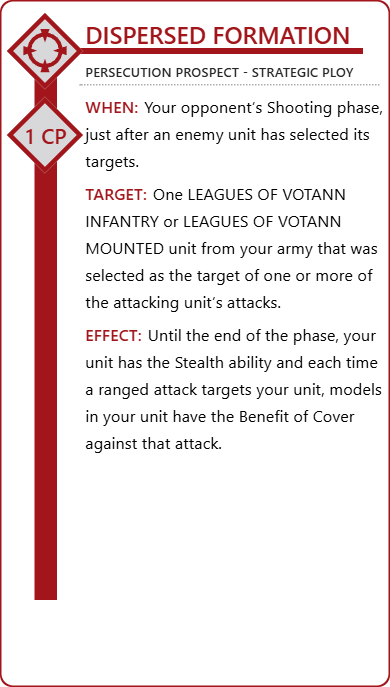 DISPERSED FORMATION
PERSECUTION PROSPECT - STRATEGIC PLOY
1 CP
WHEN: Your opponent's Shooting phase,
just after an enemy unit has selected its
targets.
TARGET: One LEAGUES OF VOTANN
INFANTRY or LEAGUES OF VOTANN
MOUNTED unit from your army that was
selected as the target of one or more of
the attacking unit's attacks.
EFFECT: Until the end of the phase, your
unit has the Stealth ability and each time
a ranged attack targets your unit, models
in your unit have the Benefit of Cover
against that attack.